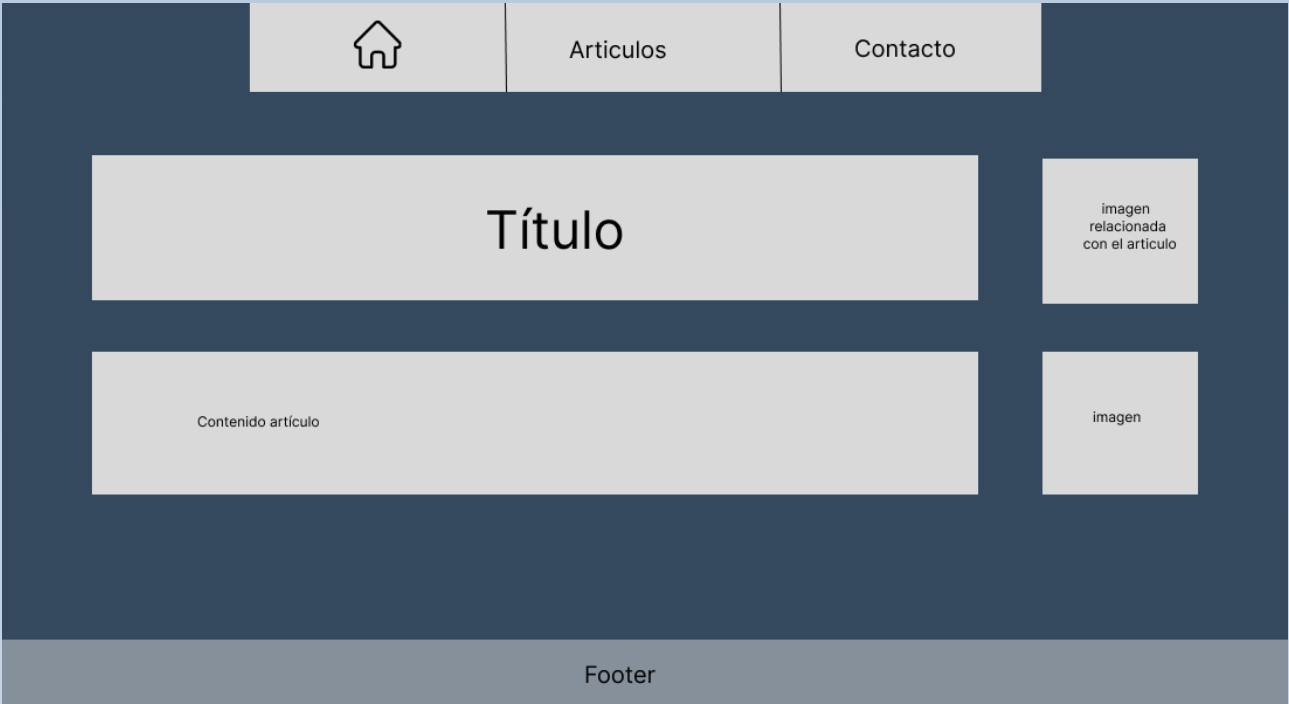 Articulos
Contacto
Título
imagen
relacionada
con el articulo
Contenido artículo
imagen
Footer